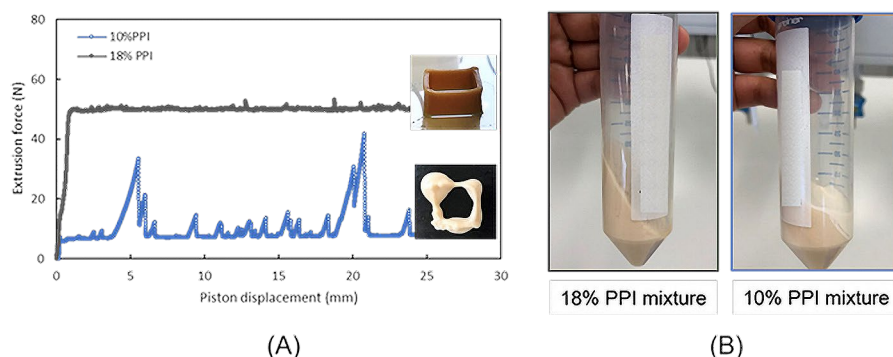 80
10%PPI
18% PPI
60
40
20
0
Extrusion force (N)
0 5 10 15 20 25 30
Piston displacement (mm)
(A)
18% PPI mixture
10% PPI mixture
(B)